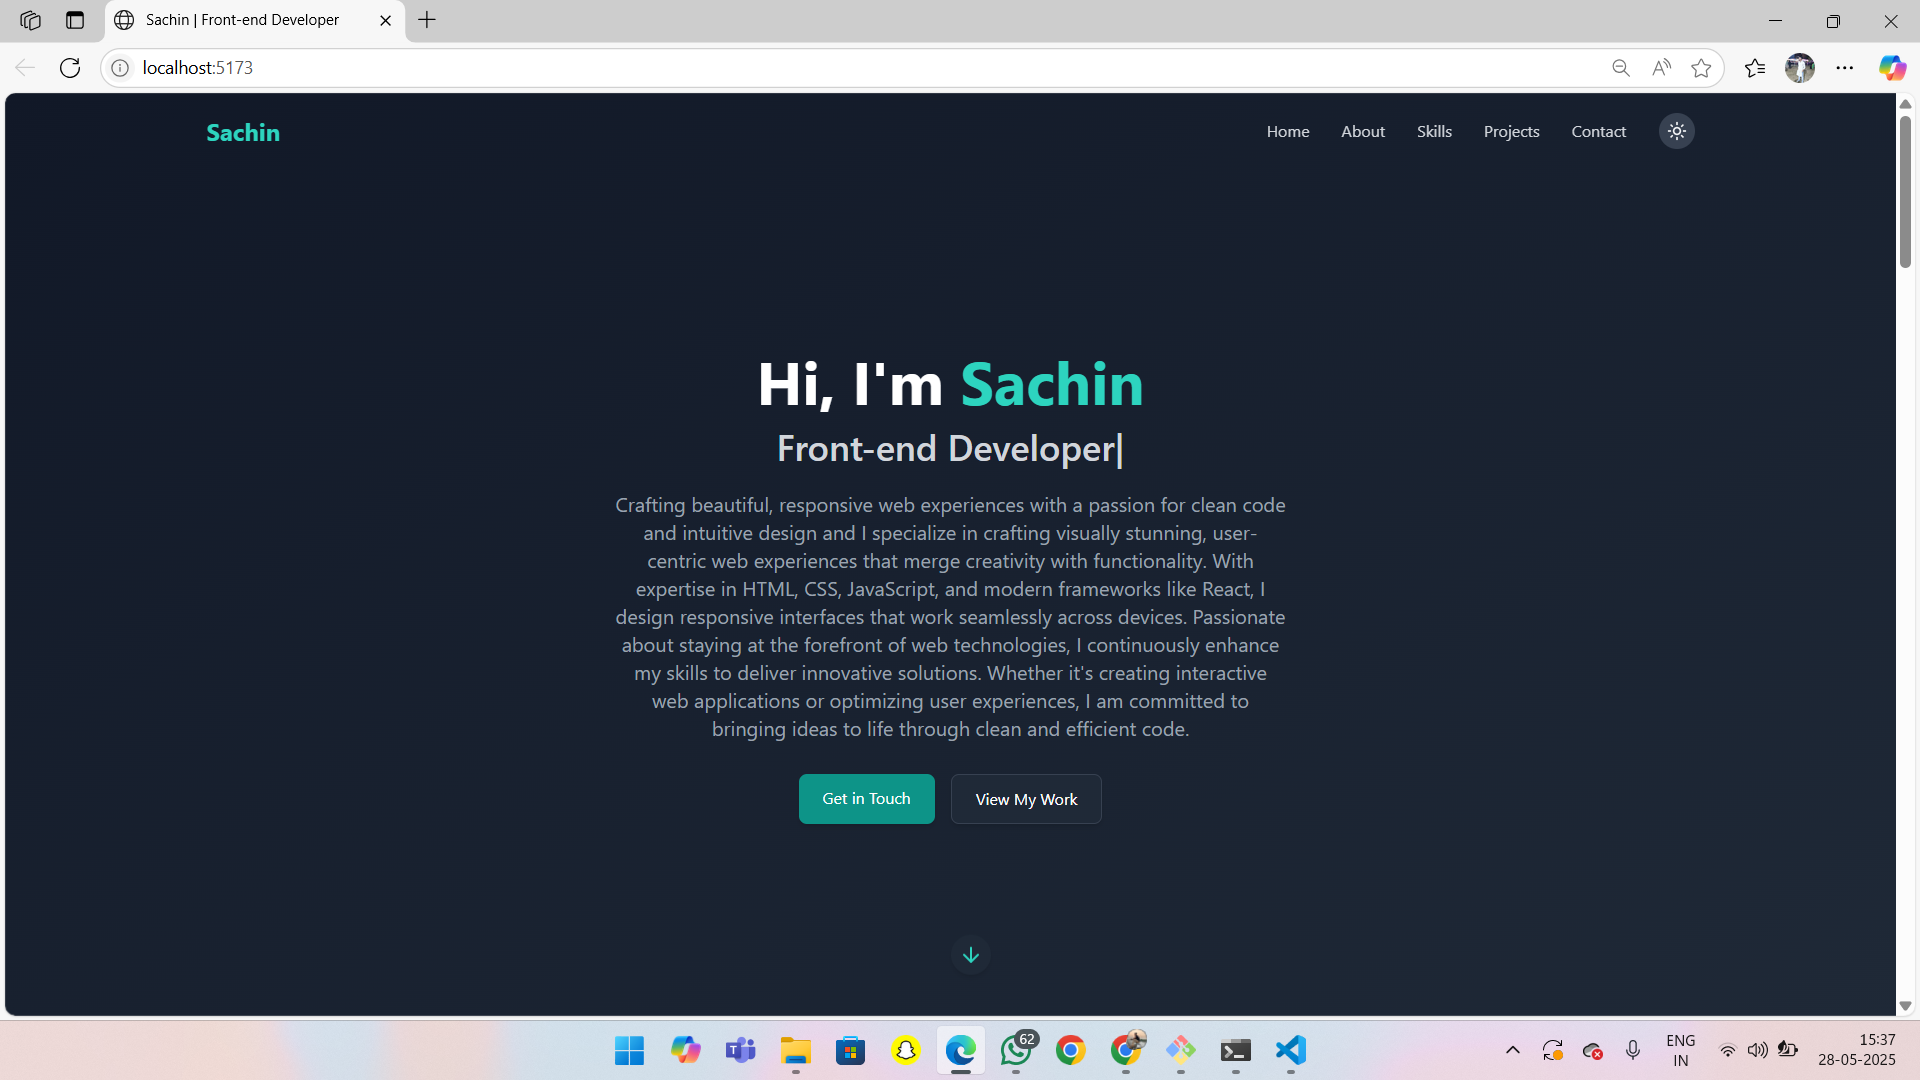 Sachin | Front-end Developer
localhost:5173
Sachin
Home About Skills Projects Contact
Hi, I'm Sachin
Front-end Developer|
Crafting beautiful, responsive web experiences with a passion for clean code
and intuitive design and I specialize in crafting visually stunning, user-
centric web experiences that merge creativity with functionality. With
expertise in HTML, CSS, JavaScript, and modern frameworks like React, I
design responsive interfaces that work seamlessly across devices. Passionate
about staying at the forefront of web technologies, I continuously enhance
my skills to deliver innovative solutions. Whether it's creating interactive
web applications or optimizing user experiences, I am committed to
bringing ideas to life through clean and efficient code.
Get in Touch View My Work
62
ENG
IN
15:37
28-05-2025